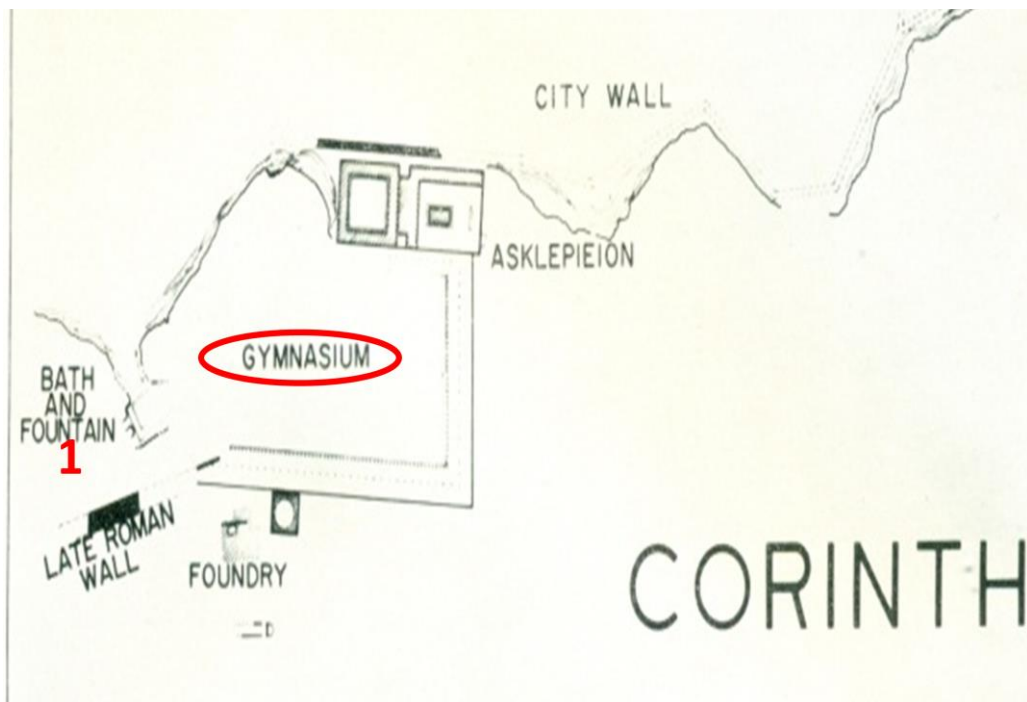 CITY WALL
ASKLEPIEION
GYMNASIUM
BATH
AND
FOUNTAIN
1
LATE ROMAN
WALL
FOUNDRY
CORINTH